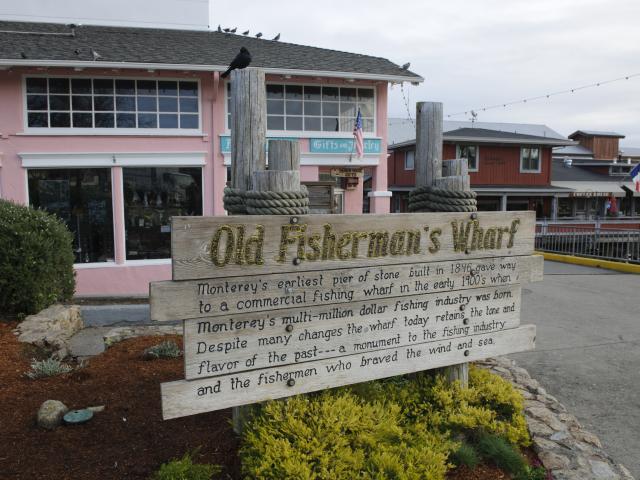 Gifts and Jewelry
Old Fisherman's Wharf
Monterey's earliest pier of stone built in 1846 gave way
to a commercial fishing wharf in the early 1900's when
Monterey's multi-million dollar fishing industry was born.
Despite many changes the wharf today retains the tone and
flavor of the past---a monument to the fishing industry
and the fishermen who braved the wind and sea.